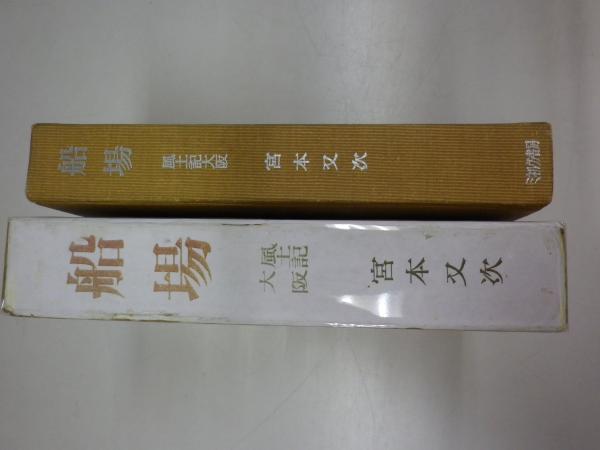 船場
風土記大阪
宮本又次
ミネルヴァ書房
船場
風土記
大阪
宮本又次